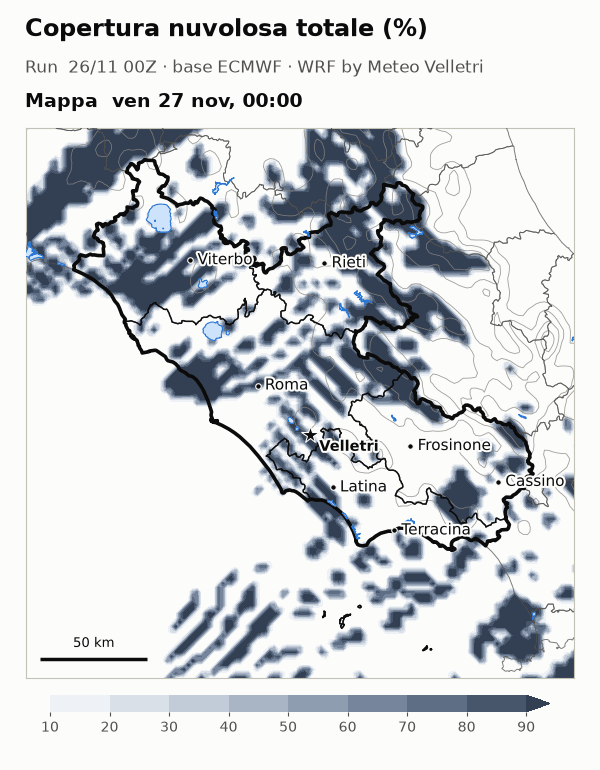 Copertura nuvolosa totale (%)
Run 26/11 00Z · base ECMWF · WRF by Meteo Velletri
Mappa ven 27 nov, 00:00
Viterbo
Rieti
Roma
Velletri
Frosinone
Latina
Cassino
Terracina
50 km
10 20 30 40 50 60 70 80 90